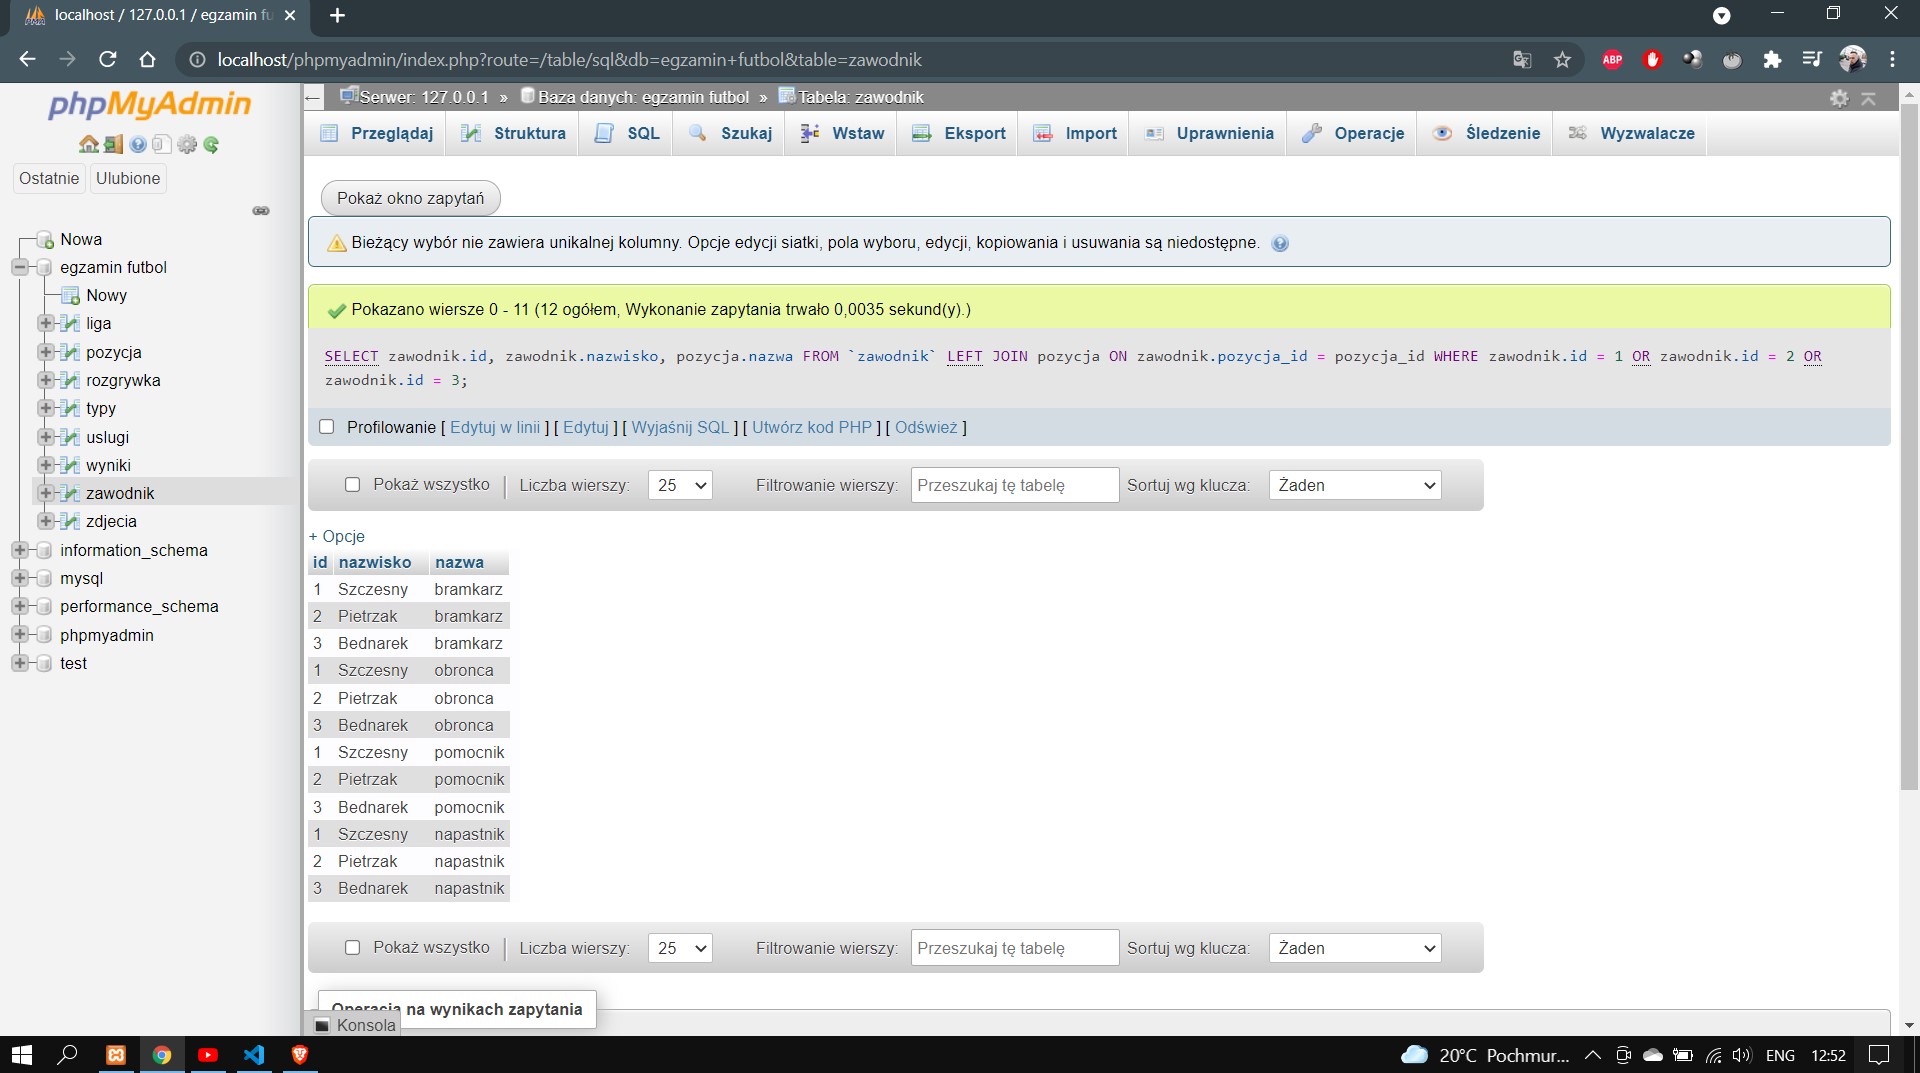 localhost / 127.0.0.1 / egzamin fu
localhost/phpmyadmin/index.php?route=/table/sql&db=egzamin+futbol&table=zawodnik
ABP
phpMyAdmin
Ostatnie Ulubione
Nowa
egzamin futbol
Nowy
liga
pozycja
rozgrywka
typy
uslugi
wyniki
zawodnik
zdjecia
information_schema
mysql
performance_schema
phpmyadmin
test
Serwer: 127.0.0.1 » Baza danych: egzamin futbol » Tabela: zawodnik
Przeglądaj Struktura SQL Szukaj Wstaw Eksport Import Uprawnienia Operacje Śledzenie Wyzwalacze
Pokaż okno zapytań
Bieżący wybór nie zawiera unikalnej kolumny. Opcje edycji siatki, pola wyboru, edycji, kopiowania i usuwania są niedostępne.
Pokazano wiersze 0 - 11 (12 ogółem, Wykonanie zapytania trwało 0,0035 sekund(y).)
SELECT zawodnik.id, zawodnik.nazwisko, pozycja.nazwa FROM `zawodnik` LEFT JOIN pozycja ON zawodnik.pozycja_id = pozycja_id WHERE zawodnik.id = 1 OR zawodnik.id = 2 OR
zawodnik.id = 3;
Profilowanie [ Edytuj w linii ] [ Edytuj ] [ Wyjaśnij SQL ] [ Utwórz kod PHP ] [ Odśwież ]
Pokaż wszystko | Liczba wierszy: 25 Filtrowanie wierszy: Przeszukaj tę tabelę Sortuj wg klucza: Żaden
+ Opcje
id nazwisko nazwa
1 Szczesny bramkarz
2 Pietrzak bramkarz
3 Bednarek bramkarz
1 Szczesny obronca
2 Pietrzak obronca
3 Bednarek obronca
1 Szczesny pomocnik
2 Pietrzak pomocnik
3 Bednarek pomocnik
1 Szczesny napastnik
2 Pietrzak napastnik
3 Bednarek napastnik
Pokaż wszystko | Liczba wierszy: 25 Filtrowanie wierszy: Przeszukaj tę tabelę Sortuj wg klucza: Żaden
Operacja na wynikach zapytania
Konsola
20°C Pochmur... ENG 12:52